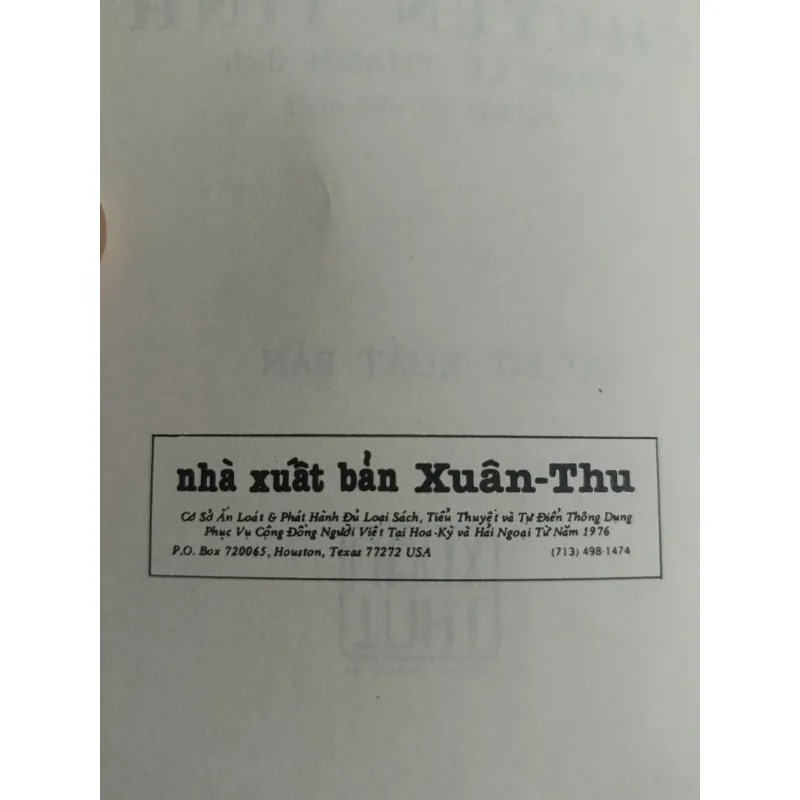 nhà xuất bản Xuân-Thu
Cơ Sở Ấn Loát & Phát Hành Đủ Loại Sách, Tiểu Thuyết và Tự Điển Thông Dụng
Phục Vụ Cộng Đồng Người Việt Tại Hoa-Kỳ và Hải Ngoại Từ Năm 1976
P.O. Box 720065, Houston, Texas 77272 USA (713) 498-1474